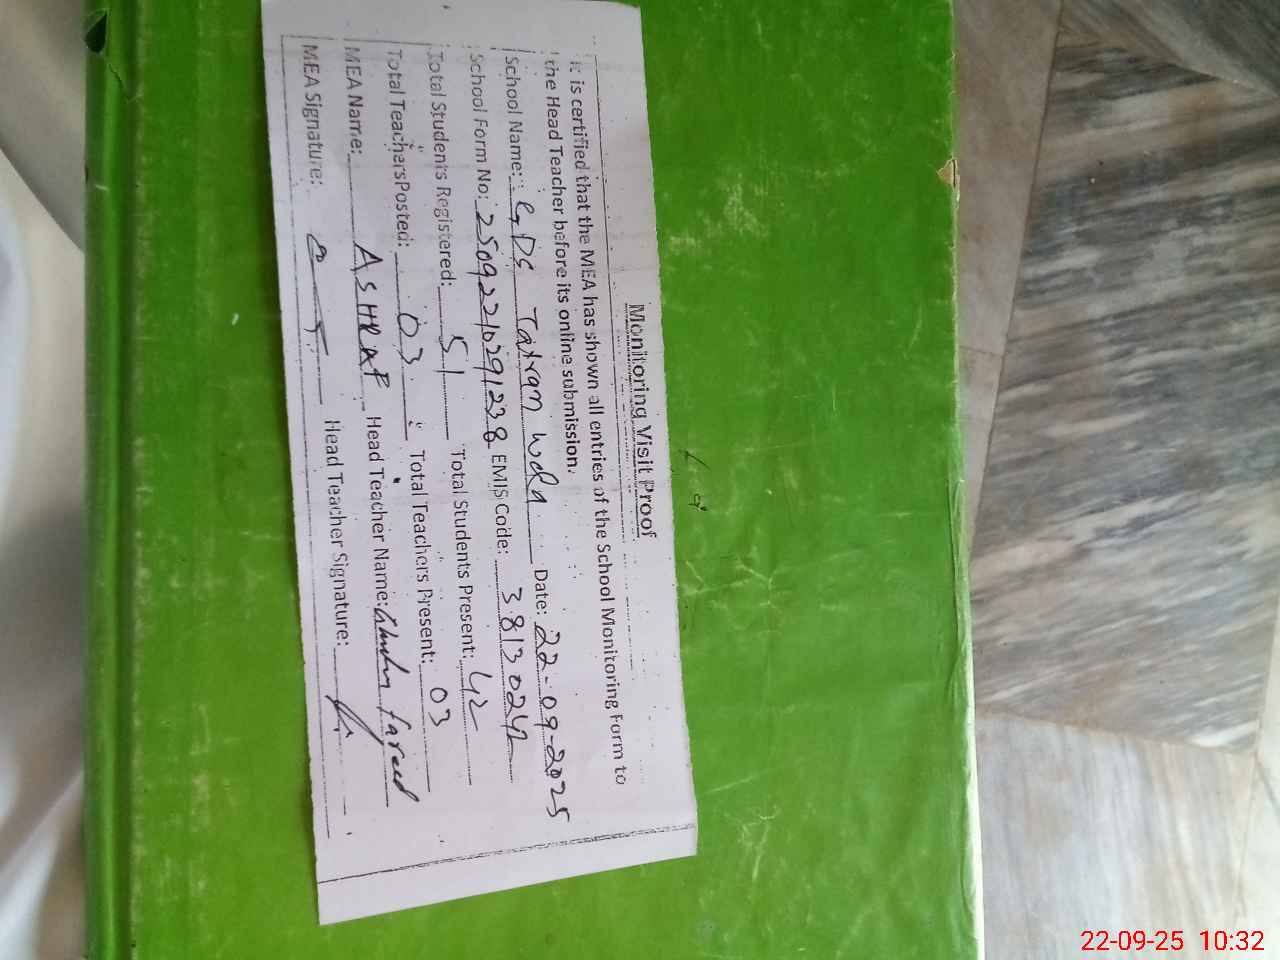 Monitoring Visit Proof
It is certified that the MEA has shown all entries of the School Monitoring Form to
the Head Teacher before its online submission.
School Name: GPS Tatran Wala Date: 22-09-2025
School Form No: 25092210291238 EMIS Code: 38130242
Total Students Registered: 51 Total Students Present: 42
Total Teachers Posted: 03 Total Teachers Present: 03
MEA Name: ASHRAF Head Teacher Name: Ghulam Fareed
MEA Signature: Head Teacher Signature:
22-09-25 10:32